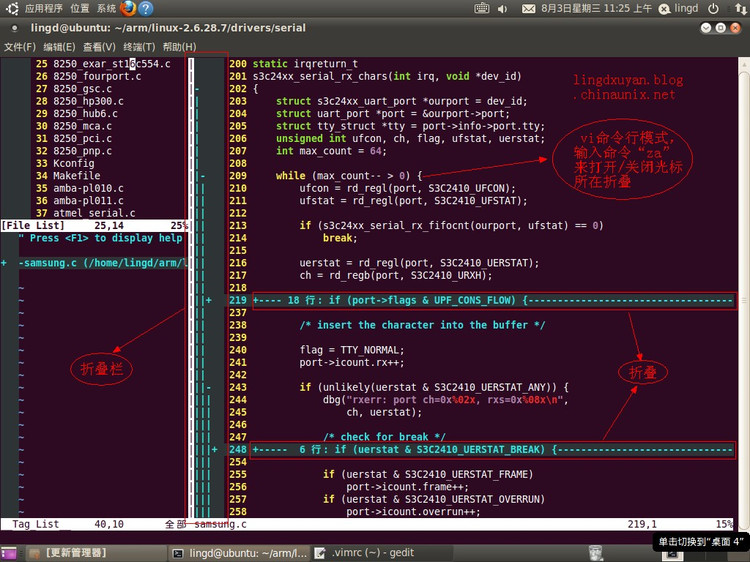 应用程序 位置 系统 8月3日星期三 11:25 上午 lingd
lingd@ubuntu: ~/arm/linux-2.6.28.7/drivers/serial
文件(F) 编辑(E) 查看(V) 终端(T) 帮助(H)
25 8250_exar_st16c554.c
26 8250_fourport.c
27 8250_gsc.c
28 8250_hp300.c
29 8250_hub6.c
30 8250_mca.c
31 8250_pci.c
32 8250_pnp.c
33 Kconfig
34 Makefile
35 amba-pl010.c
36 amba-pl011.c
37 atmel_serial.c
[File List] 25,14 25%
" Press <F1> to display help
+ -samsung.c (/home/lingd/arm/l
折叠栏
Tag List 40,10 全部
200 static irqreturn_t
201 s3c24xx_serial_rx_chars(int irq, void *dev_id)
202 {
203 struct s3c24xx_uart_port *ourport = dev_id;
204 struct uart_port *port = &ourport->port;
205 struct tty_struct *tty = port->info->port.tty;
206 unsigned int ufcon, ch, flag, ufstat, uerstat;
207 int max_count = 64;
208
209 while (max_count-- > 0) {
210 ufcon = rd_regl(port, S3C2410_UFCON);
211 ufstat = rd_regl(port, S3C2410_UFSTAT);
212
213 if (s3c24xx_serial_rx_fifocnt(ourport, ufstat) == 0)
214 break;
215
216 uerstat = rd_regl(port, S3C2410_UERSTAT);
217 ch = rd_regb(port, S3C2410_URXH);
218
219 +---- 18 行: if (port->flags & UPF_CONS_FLOW) {--------------------------------
237
238 /* insert the character into the buffer */
239
240 flag = TTY_NORMAL;
241 port->icount.rx++;
242
243 if (unlikely(uerstat & S3C2410_UERSTAT_ANY)) {
244 dbg("rxerr: port ch=0x%02x, rxs=0x%08x\n",
245 ch, uerstat);
246
247 /* check for break */
248 +----- 6 行: if (uerstat & S3C2410_UERSTAT_BREAK) {---------------------------
254
255 if (uerstat & S3C2410_UERSTAT_FRAME)
256 port->icount.frame++;
257 if (uerstat & S3C2410_UERSTAT_OVERRUN)
258 port->icount.overrun++;
samsung.c 219,1 15%
lingdxuyan.blog
.chinaunix.net
vi命令行模式,
输入命令“za”
来打开/关闭光标
所在折叠
折叠
单击切换到“桌面 4”
[更新管理器] lingd@ubuntu: ~/arm/l... .vimrc (~) - gedit